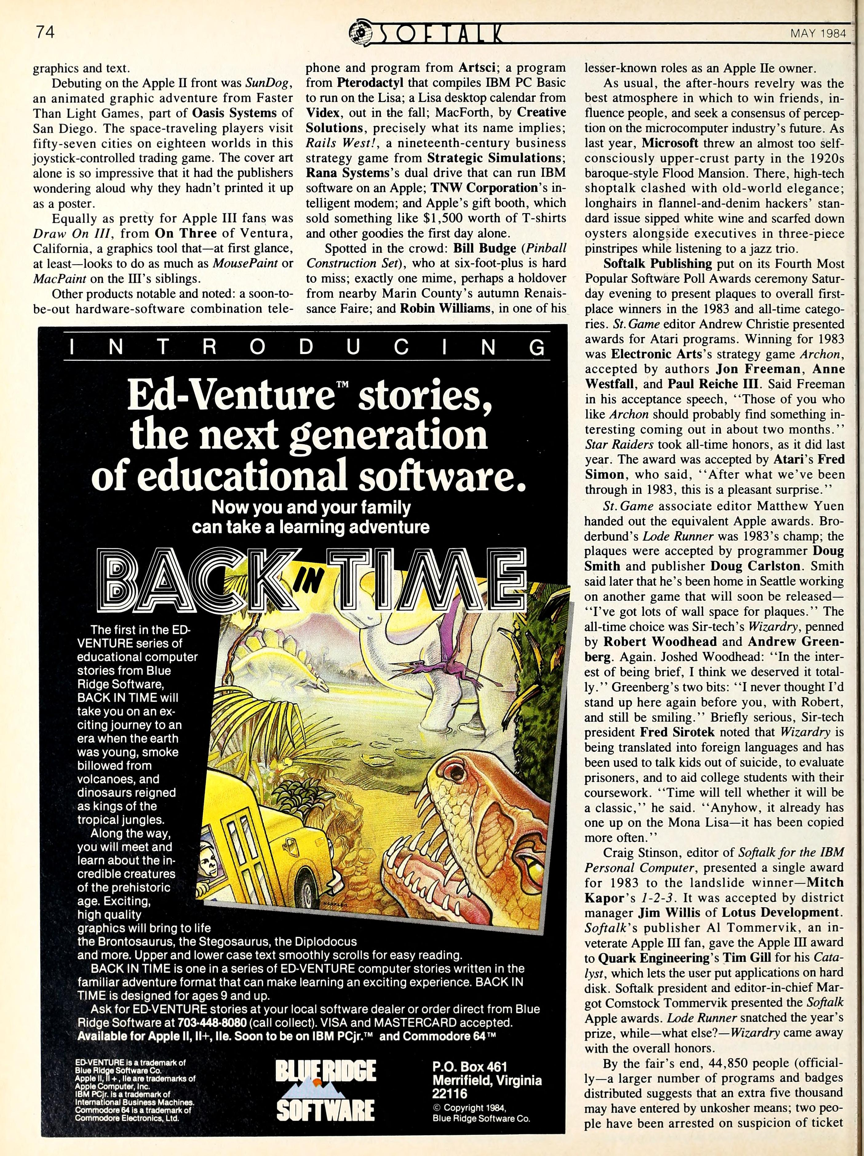 74
SOFTALK
MAY 1984
graphics and text.
Debuting on the Apple II front was SunDog,
an animated graphic adventure from Faster
Than Light Games, part of Oasis Systems of
San Diego. The space-traveling players visit
fifty-seven cities on eighteen worlds in this
joystick-controlled trading game. The cover art
alone is so impressive that it had the publishers
wondering aloud why they hadn't printed it up
as a poster.
Equally as pretty for Apple III fans was
Draw On III, from On Three of Ventura,
California, a graphics tool that—at first glance,
at least—looks to do as much as MousePaint or
MacPaint on the III's siblings.
Other products notable and noted: a soon-to-
be-out hardware-software combination tele-
phone and program from Artsci; a program
from Pterodactyl that compiles IBM PC Basic
to run on the Lisa; a Lisa desktop calendar from
Videx, out in the fall; MacForth, by Creative
Solutions, precisely what its name implies;
Rails West!, a nineteenth-century business
strategy game from Strategic Simulations;
Rana Systems's dual drive that can run IBM
software on an Apple; TNW Corporation's in-
telligent modem; and Apple's gift booth, which
sold something like $1,500 worth of T-shirts
and other goodies the first day alone.
Spotted in the crowd: Bill Budge (Pinball
Construction Set), who at six-foot-plus is hard
to miss; exactly one mime, perhaps a holdover
from nearby Marin County's autumn Renais-
sance Faire; and Robin Williams, in one of his
lesser-known roles as an Apple IIe owner.
As usual, the after-hours revelry was the
best atmosphere in which to win friends, in-
fluence people, and seek a consensus of percep-
tion on the microcomputer industry's future. As
last year, Microsoft threw an almost too self-
consciously upper-crust party in the 1920s
baroque-style Flood Mansion. There, high-tech
shoptalk clashed with old-world elegance;
longhairs in flannel-and-denim hackers' stan-
dard issue sipped white wine and scarfed down
oysters alongside executives in three-piece
pinstripes while listening to a jazz trio.
Softalk Publishing put on its Fourth Most
Popular Software Poll Awards ceremony Satur-
day evening to present plaques to overall first-
place winners in the 1983 and all-time catego-
ries. St.Game editor Andrew Christie presented
awards for Atari programs. Winning for 1983
was Electronic Arts's strategy game Archon,
accepted by authors Jon Freeman, Anne
Westfall, and Paul Reiche III. Said Freeman
in his acceptance speech, "Those of you who
like Archon should probably find something in-
teresting coming out in about two months."
Star Raiders took all-time honors, as it did last
year. The award was accepted by Atari's Fred
Simon, who said, "After what we've been
through in 1983, this is a pleasant surprise."
St.Game associate editor Matthew Yuen
handed out the equivalent Apple awards. Bro-
derbund's Lode Runner was 1983's champ; the
plaques were accepted by programmer Doug
Smith and publisher Doug Carlston. Smith
said later that he's been home in Seattle working
on another game that will soon be released—
"I've got lots of wall space for plaques." The
all-time choice was Sir-tech's Wizardry, penned
by Robert Woodhead and Andrew Green-
berg. Again. Joshed Woodhead: "In the inter-
est of being brief, I think we deserved it total-
ly." Greenberg's two bits: "I never thought I'd
stand up here again before you, with Robert,
and still be smiling." Briefly serious, Sir-tech
president Fred Sirotek noted that Wizardry is
being translated into foreign languages and has
been used to talk kids out of suicide, to evaluate
prisoners, and to aid college students with their
coursework. "Time will tell whether it will be
a classic," he said. "Anyhow, it already has
one up on the Mona Lisa—it has been copied
more often."
Craig Stinson, editor of Softalk for the IBM
Personal Computer, presented a single award
for 1983 to the landslide winner—Mitch
Kapor's 1-2-3. It was accepted by district
manager Jim Willis of Lotus Development.
Softalk's publisher Al Tommervik, an in-
veterate Apple III fan, gave the Apple III award
to Quark Engineering's Tim Gill for his Cata-
lyst, which lets the user put applications on hard
disk. Softalk president and editor-in-chief Mar-
got Comstock Tommervik presented the Softalk
Apple awards. Lode Runner snatched the year's
prize, while—what else?—Wizardry came away
with the overall honors.
By the fair's end, 44,850 people (official-
ly—a larger number of programs and badges
distributed suggests that an extra five thousand
may have entered by unkosher means; two peo-
ple have been arrested on suspicion of ticket
INTRODUCING
Ed-Venture™ stories,
the next generation
of educational software.
Now you and your family
can take a learning adventure
BACK IN TIME
The first in the ED-
VENTURE series of
educational computer
stories from Blue
Ridge Software,
BACK IN TIME will
take you on an ex-
citing journey to an
era when the earth
was young, smoke
billowed from
volcanoes, and
dinosaurs reigned
as kings of the
tropical jungles.
Along the way,
you will meet and
learn about the in-
credible creatures
of the prehistoric
age. Exciting,
high quality
graphics will bring to life
the Brontosaurus, the Stegosaurus, the Diplodocus
and more. Upper and lower case text smoothly scrolls for easy reading.
BACK IN TIME is one in a series of ED-VENTURE computer stories written in the
familiar adventure format that can make learning an exciting experience. BACK IN
TIME is designed for ages 9 and up.
Ask for ED-VENTURE stories at your local software dealer or order direct from Blue
Ridge Software at 703-448-8080 (call collect). VISA and MASTERCARD accepted.
Available for Apple II, II+, IIe. Soon to be on IBM PCjr.™ and Commodore 64™
ED-VENTURE is a trademark of
Blue Ridge Software Co.
Apple II, II+, IIe are trademarks of
Apple Computer, Inc.
IBM PCjr. is a trademark of
International Business Machines.
Commodore 64 is a trademark of
Commodore Electronics, Ltd.
BLUE RIDGE
SOFTWARE
P.O. Box 461
Merrifield, Virginia
22116
© Copyright 1984,
Blue Ridge Software Co.